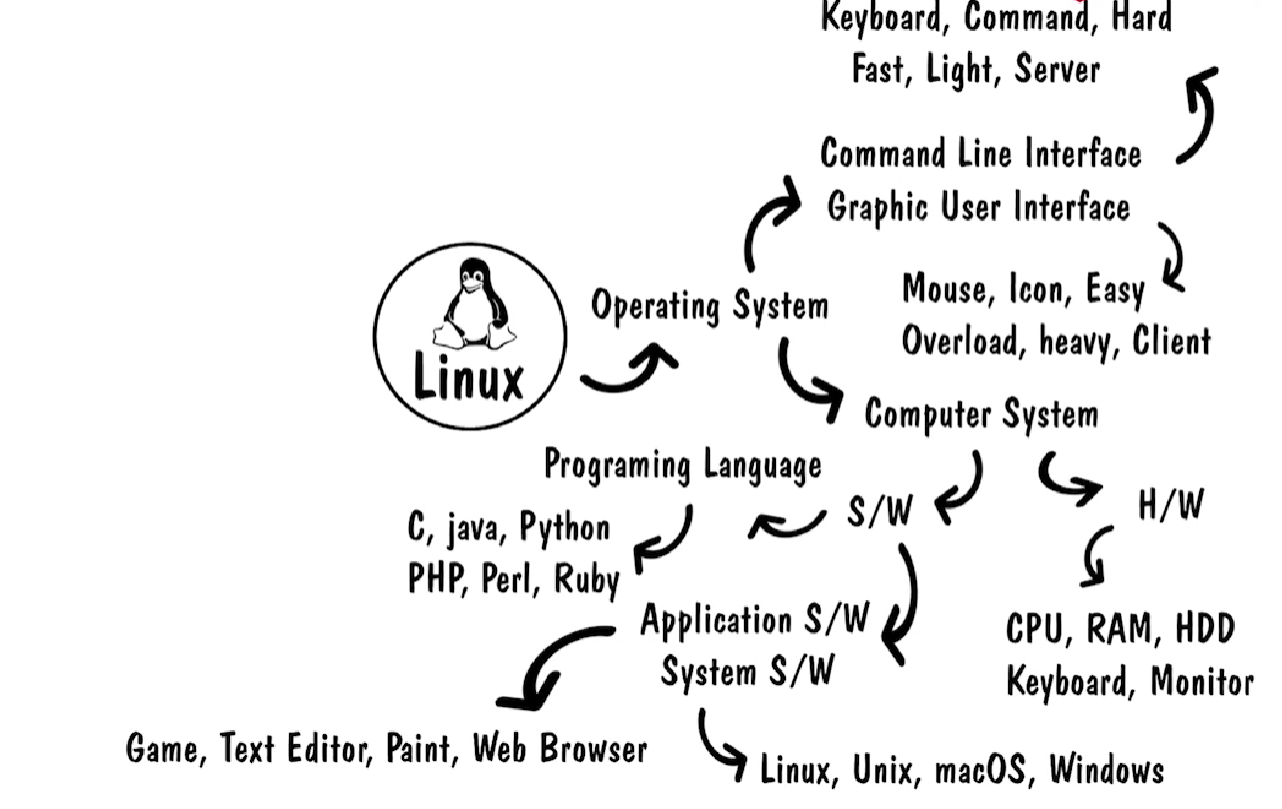 Keyboard, Command, Hard
Fast, Light, Server
Command Line Interface
Graphic User Interface
Mouse, Icon, Easy
Overload, heavy, Client
Operating System
Linux
Computer System
Programing Language
S/W
H/W
C, java, Python
PHP, Perl, Ruby
Application S/W
System S/W
CPU, RAM, HDD
Keyboard, Monitor
Game, Text Editor, Paint, Web Browser
Linux, Unix, macOS, Windows